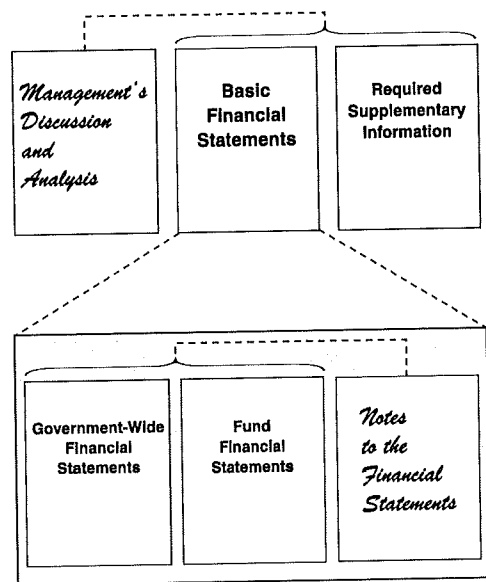 Management's
Discussion
and
Analysis
Basic
Financial
Statements
Required
Supplementary
Information
Government-Wide
Financial
Statements
Fund
Financial
Statements
Notes
to the
Financial
Statements